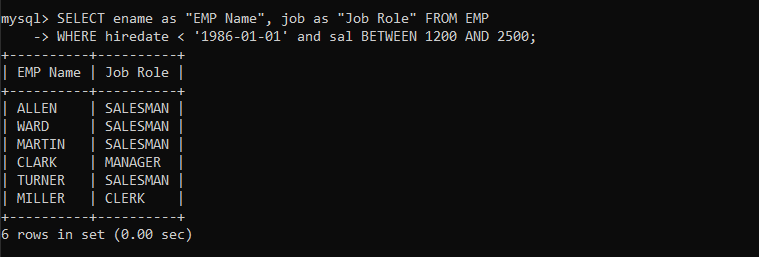 mysql> SELECT ename as "EMP Name", job as "Job Role" FROM EMP
    -> WHERE hiredate < '1986-01-01' and sal BETWEEN 1200 AND 2500;
+----------+----------+
| EMP Name | Job Role |
+----------+----------+
| ALLEN    | SALESMAN |
| WARD     | SALESMAN |
| MARTIN   | SALESMAN |
| CLARK    | MANAGER  |
| TURNER   | SALESMAN |
| MILLER   | CLERK    |
+----------+----------+
6 rows in set (0.00 sec)